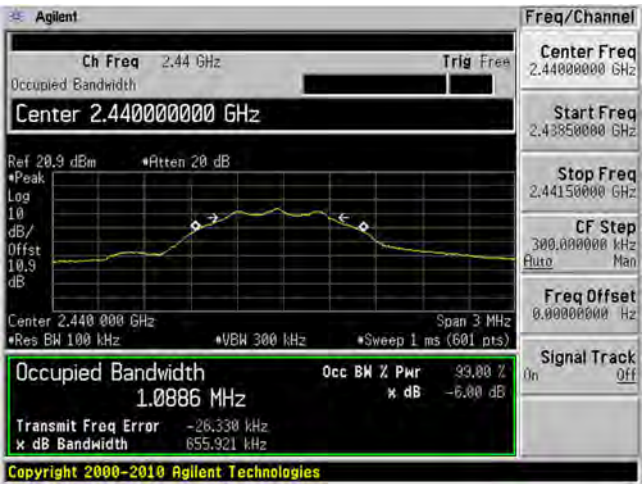 Agilent
Freq/Channel
Ch Freq 2.44 GHz Trig Free
Occupied Bandwidth
Center 2.440000000 GHz
Ref 20.9 dBm •Atten 20 dB
•Peak
Log
10
dB/
Offst
10.9
dB
Center 2.440 000 GHz Span 3 MHz
•Res BW 100 kHz •VBW 300 kHz •Sweep 1 ms (601 pts)
Occupied Bandwidth Occ BW % Pwr 99.00 %
1.0886 MHz x dB -6.00 dB
Transmit Freq Error -26.330 kHz
x dB Bandwidth 655.921 kHz
Copyright 2000-2010 Agilent Technologies
Center Freq
2.44000000 GHz
Start Freq
2.43850000 GHz
Stop Freq
2.44150000 GHz
CF Step
300.000000 kHz
Auto Man
Freq Offset
0.00000000 Hz
Signal Track
On Off